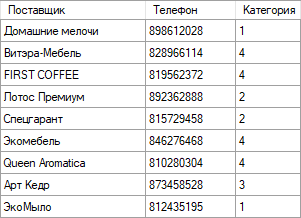 Поставщик Телефон Категория
Домашние мелочи 898612028 1
Витэра-Мебель 828966114 4
FIRST COFFEE 819562372 4
Лотос Премиум 892362888 2
Спецгарант 815729458 2
Экомебель 846276468 4
Queen Aromatica 810280304 4
Арт Кедр 873458528 3
ЭкоМыло 812435195 1